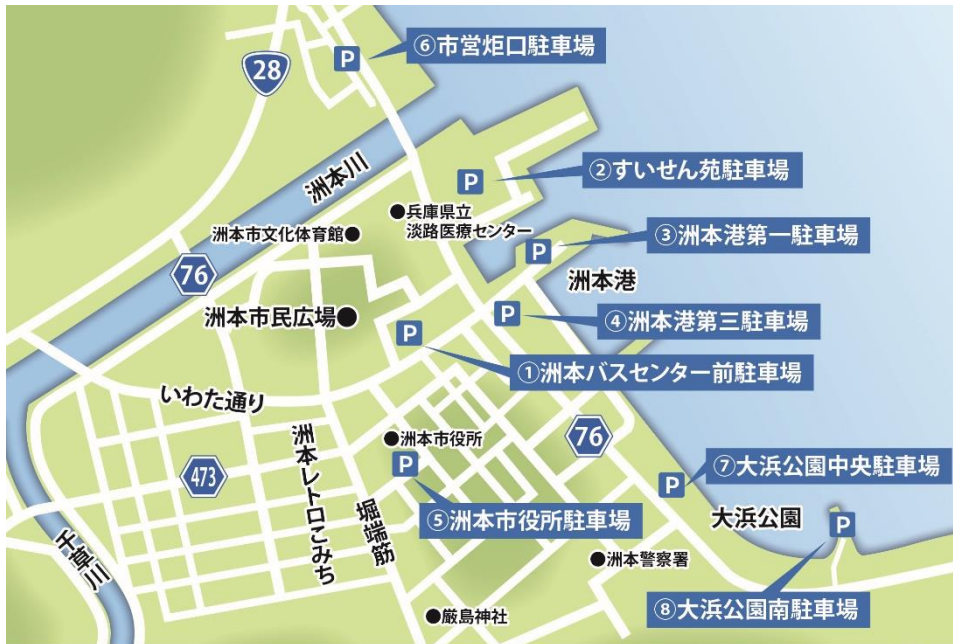 ⑥市営炬口駐車場
P
28
②すいせん苑駐車場
P
洲本川
●兵庫県立
淡路医療センター
洲本市文化体育館●
③洲本港第一駐車場
P
76
洲本港
洲本市民広場●
P
④洲本港第三駐車場
P
①洲本バスセンター前駐車場
いわた通り
●洲本市役所
76
P
473
洲本レトロこみち
堀端筋
⑤洲本市役所駐車場
⑦大浜公園中央駐車場
P
大浜公園
P
千草川
●洲本警察署
⑧大浜公園南駐車場
●厳島神社